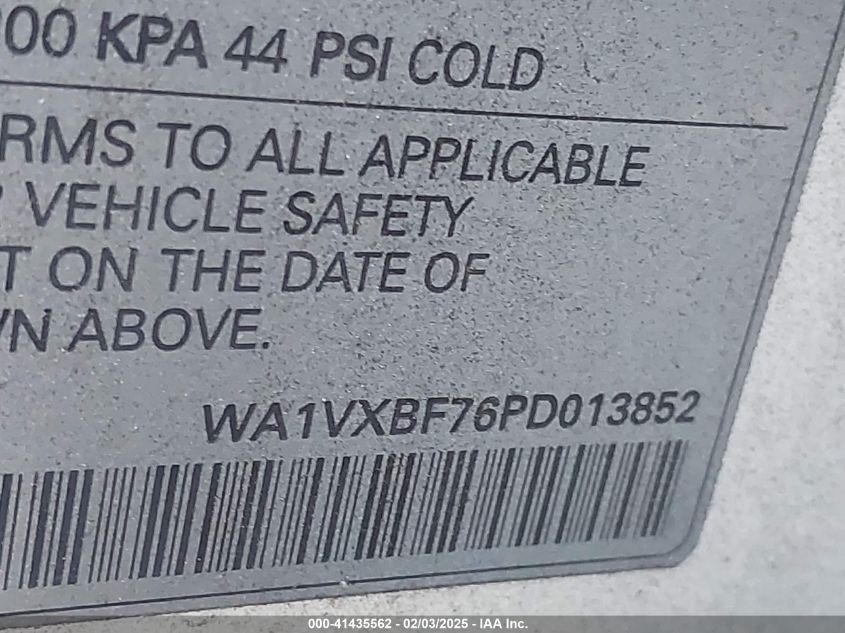 00 KPA 44 PSI COLD
RMS TO ALL APPLICABLE
VEHICLE SAFETY
T ON THE DATE OF
WN ABOVE.
WA1VXBF76PD013852
000-41435562 - 02/03/2025 - IAA Inc.